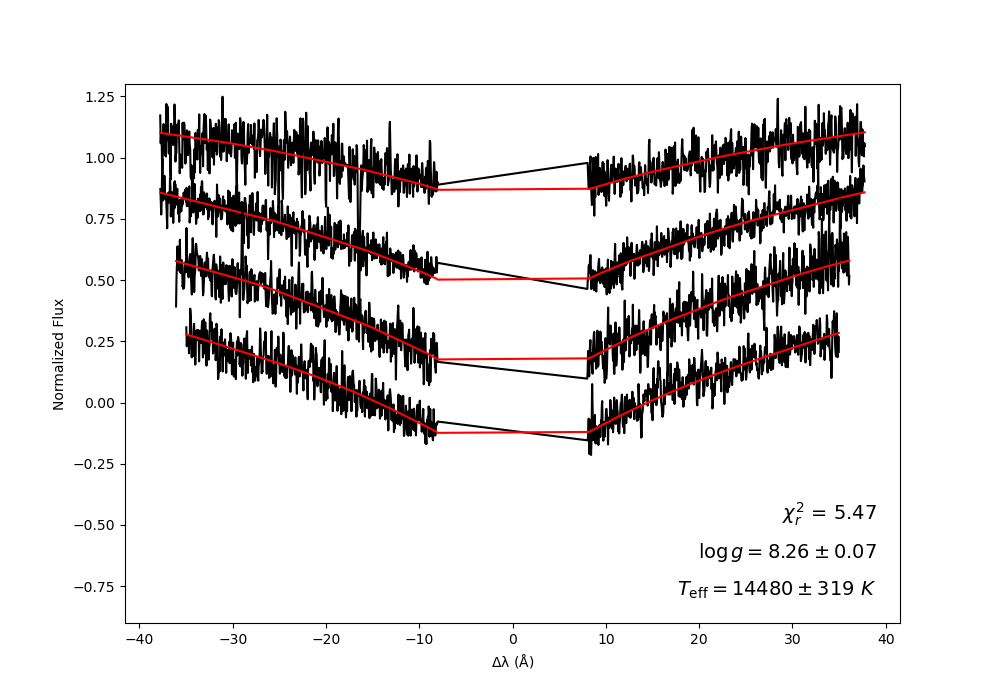 1.25
1.00
0.75
0.50
0.25
0.00
−0.25
−0.50
−0.75
Normalized Flux
χ²ᵣ = 5.47
log g = 8.26 ± 0.07
T_eff = 14480 ± 319 K
−40 −30 −20 −10 0 10 20 30 40
Δλ (Å)